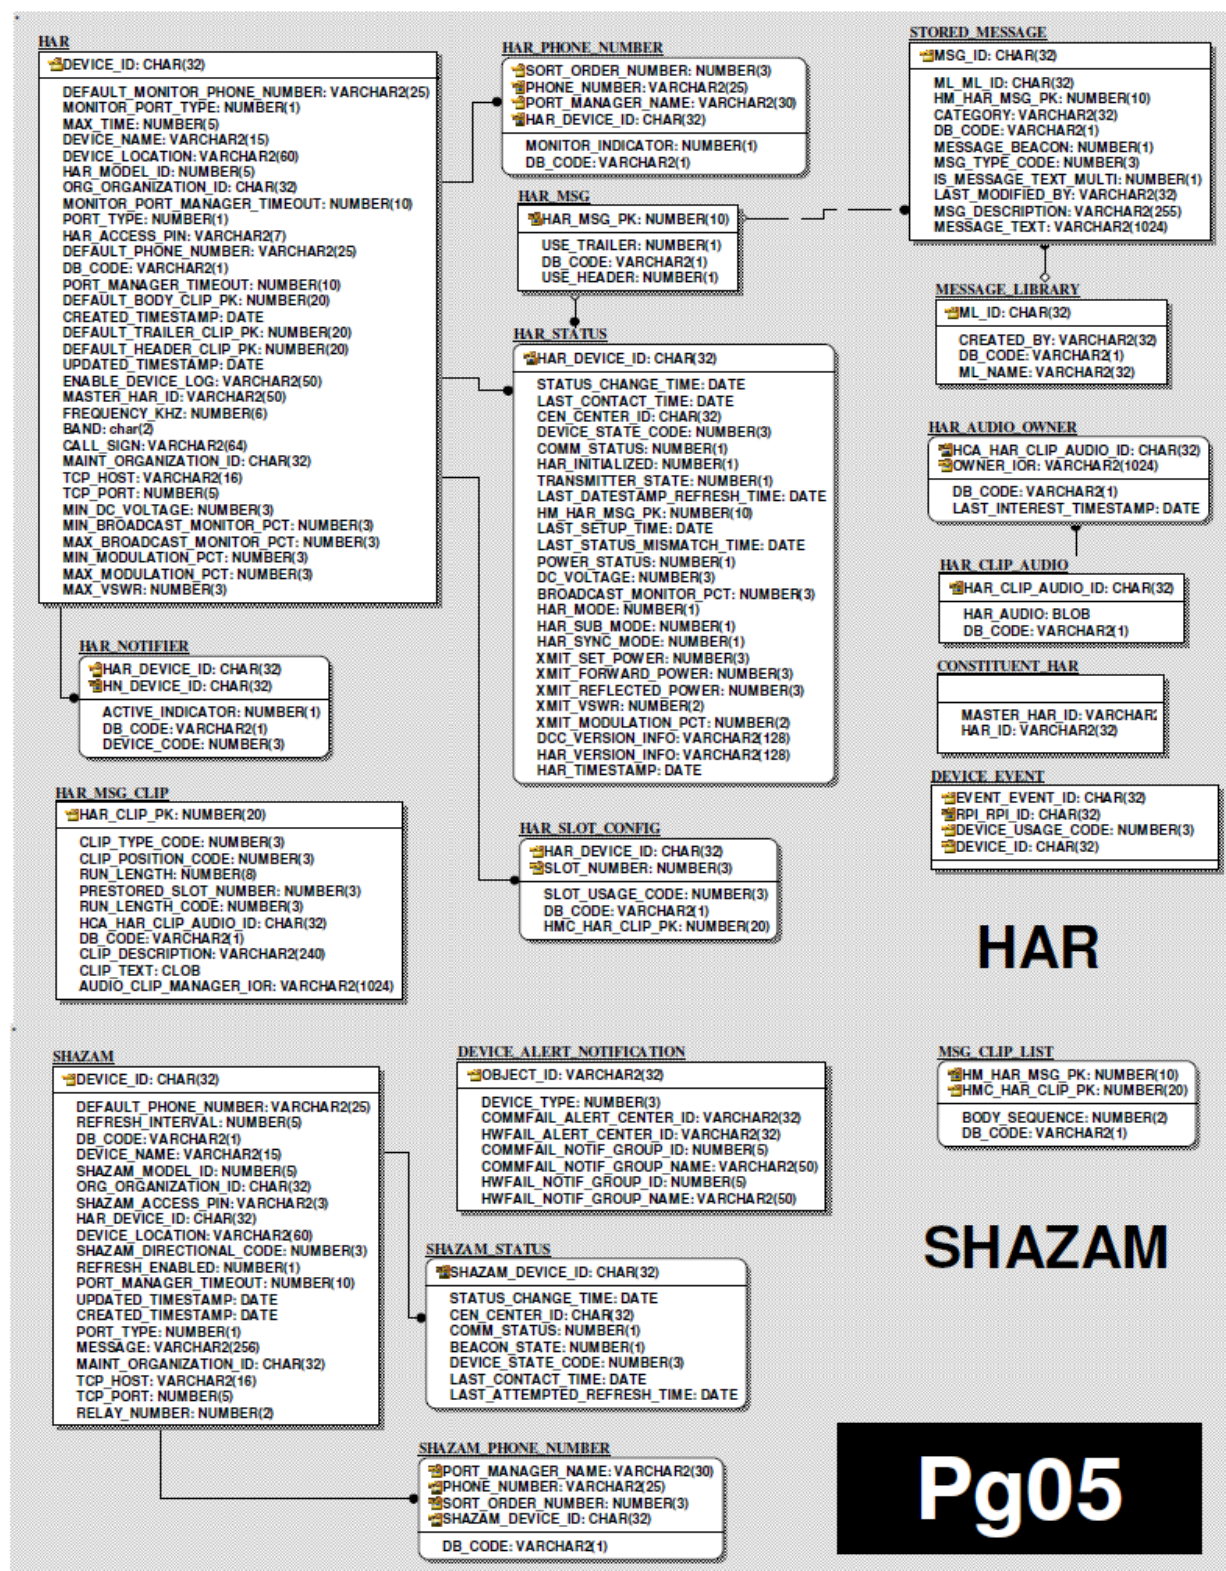 HAR
DEVICE_ID: CHAR(32)
DEFAULT_MONITOR_PHONE_NUMBER: VARCHAR2(25)
MONITOR_PORT_TYPE: NUMBER(1)
MAX_TIME: NUMBER(5)
DEVICE_NAME: VARCHAR2(15)
DEVICE_LOCATION: VARCHAR2(60)
HAR_MODEL_ID: NUMBER(5)
ORG_ORGANIZATION_ID: CHAR(32)
MONITOR_PORT_MANAGER_TIMEOUT: NUMBER(10)
PORT_TYPE: NUMBER(1)
HAR_ACCESS_PIN: VARCHAR2(7)
DEFAULT_PHONE_NUMBER: VARCHAR2(25)
DB_CODE: VARCHAR2(1)
PORT_MANAGER_TIMEOUT: NUMBER(10)
DEFAULT_BODY_CLIP_PK: NUMBER(20)
CREATED_TIMESTAMP: DATE
DEFAULT_TRAILER_CLIP_PK: NUMBER(20)
DEFAULT_HEADER_CLIP_PK: NUMBER(20)
UPDATED_TIMESTAMP: DATE
ENABLE_DEVICE_LOG: VARCHAR2(50)
MASTER_HAR_ID: VARCHAR2(50)
FREQUENCY_KHZ: NUMBER(6)
BAND: char(2)
CALL_SIGN: VARCHAR2(64)
MAINT_ORGANIZATION_ID: CHAR(32)
TCP_HOST: VARCHAR2(16)
TCP_PORT: NUMBER(5)
MIN_DC_VOLTAGE: NUMBER(3)
MIN_BROADCAST_MONITOR_PCT: NUMBER(3)
MAX_BROADCAST_MONITOR_PCT: NUMBER(3)
MIN_MODULATION_PCT: NUMBER(3)
MAX_MODULATION_PCT: NUMBER(3)
MAX_VSWR: NUMBER(3)
HAR_NOTIFIER
HAR_DEVICE_ID: CHAR(32)
HN_DEVICE_ID: CHAR(32)
ACTIVE_INDICATOR: NUMBER(1)
DB_CODE: VARCHAR2(1)
DEVICE_CODE: NUMBER(3)
HAR_MSG_CLIP
HAR_CLIP_PK: NUMBER(20)
CLIP_TYPE_CODE: NUMBER(3)
CLIP_POSITION_CODE: NUMBER(3)
RUN_LENGTH: NUMBER(8)
PRESTORED_SLOT_NUMBER: NUMBER(3)
RUN_LENGTH_CODE: NUMBER(3)
HCA_HAR_CLIP_AUDIO_ID: CHAR(32)
DB_CODE: VARCHAR2(1)
CLIP_DESCRIPTION: VARCHAR2(240)
CLIP_TEXT: CLOB
AUDIO_CLIP_MANAGER_IOR: VARCHAR2(1024)
HAR_PHONE_NUMBER
SORT_ORDER_NUMBER: NUMBER(3)
PHONE_NUMBER: VARCHAR2(25)
PORT_MANAGER_NAME: VARCHAR2(30)
HAR_DEVICE_ID: CHAR(32)
MONITOR_INDICATOR: NUMBER(1)
DB_CODE: VARCHAR2(1)
HAR_MSG
HAR_MSG_PK: NUMBER(10)
USE_TRAILER: NUMBER(1)
DB_CODE: VARCHAR2(1)
USE_HEADER: NUMBER(1)
HAR_STATUS
HAR_DEVICE_ID: CHAR(32)
STATUS_CHANGE_TIME: DATE
LAST_CONTACT_TIME: DATE
CEN_CENTER_ID: CHAR(32)
DEVICE_STATE_CODE: NUMBER(3)
COMM_STATUS: NUMBER(1)
HAR_INITIALIZED: NUMBER(1)
TRANSMITTER_STATE: NUMBER(1)
LAST_DATESTAMP_REFRESH_TIME: DATE
HM_HAR_MSG_PK: NUMBER(10)
LAST_SETUP_TIME: DATE
LAST_STATUS_MISMATCH_TIME: DATE
POWER_STATUS: NUMBER(1)
DC_VOLTAGE: NUMBER(3)
BROADCAST_MONITOR_PCT: NUMBER(3)
HAR_MODE: NUMBER(1)
HAR_SUB_MODE: NUMBER(1)
HAR_SYNC_MODE: NUMBER(1)
XMIT_SET_POWER: NUMBER(3)
XMIT_FORWARD_POWER: NUMBER(3)
XMIT_REFLECTED_POWER: NUMBER(3)
XMIT_VSWR: NUMBER(2)
XMIT_MODULATION_PCT: NUMBER(2)
DCC_VERSION_INFO: VARCHAR2(128)
HAR_VERSION_INFO: VARCHAR2(128)
HAR_TIMESTAMP: DATE
HAR_SLOT_CONFIG
HAR_DEVICE_ID: CHAR(32)
SLOT_NUMBER: NUMBER(3)
SLOT_USAGE_CODE: NUMBER(3)
DB_CODE: VARCHAR2(1)
HMC_HAR_CLIP_PK: NUMBER(20)
STORED_MESSAGE
MSG_ID: CHAR(32)
ML_ML_ID: CHAR(32)
HM_HAR_MSG_PK: NUMBER(10)
CATEGORY: VARCHAR2(32)
DB_CODE: VARCHAR2(1)
MESSAGE_BEACON: NUMBER(1)
MSG_TYPE_CODE: NUMBER(3)
IS_MESSAGE_TEXT_MULTI: NUMBER(1)
LAST_MODIFIED_BY: VARCHAR2(32)
MSG_DESCRIPTION: VARCHAR2(255)
MESSAGE_TEXT: VARCHAR2(1024)
MESSAGE_LIBRARY
ML_ID: CHAR(32)
CREATED_BY: VARCHAR2(32)
DB_CODE: VARCHAR2(1)
ML_NAME: VARCHAR2(32)
HAR_AUDIO_OWNER
HCA_HAR_CLIP_AUDIO_ID: CHAR(32)
OWNER_IOR: VARCHAR2(1024)
DB_CODE: VARCHAR2(1)
LAST_INTEREST_TIMESTAMP: DATE
HAR_CLIP_AUDIO
HAR_CLIP_AUDIO_ID: CHAR(32)
HAR_AUDIO: BLOB
DB_CODE: VARCHAR2(1)
CONSTITUENT_HAR
MASTER_HAR_ID: VARCHAR2
HAR_ID: VARCHAR2(32)
DEVICE_EVENT
EVENT_EVENT_ID: CHAR(32)
RPI_RPI_ID: CHAR(32)
DEVICE_USAGE_CODE: NUMBER(3)
DEVICE_ID: CHAR(32)
HAR
SHAZAM
DEVICE_ID: CHAR(32)
DEFAULT_PHONE_NUMBER: VARCHAR2(25)
REFRESH_INTERVAL: NUMBER(5)
DB_CODE: VARCHAR2(1)
DEVICE_NAME: VARCHAR2(15)
SHAZAM_MODEL_ID: NUMBER(5)
ORG_ORGANIZATION_ID: CHAR(32)
SHAZAM_ACCESS_PIN: VARCHAR2(3)
HAR_DEVICE_ID: CHAR(32)
DEVICE_LOCATION: VARCHAR2(60)
SHAZAM_DIRECTIONAL_CODE: NUMBER(3)
REFRESH_ENABLED: NUMBER(1)
PORT_MANAGER_TIMEOUT: NUMBER(10)
UPDATED_TIMESTAMP: DATE
CREATED_TIMESTAMP: DATE
PORT_TYPE: NUMBER(1)
MESSAGE: VARCHAR2(256)
MAINT_ORGANIZATION_ID: CHAR(32)
TCP_HOST: VARCHAR2(16)
TCP_PORT: NUMBER(5)
RELAY_NUMBER: NUMBER(2)
DEVICE_ALERT_NOTIFICATION
OBJECT_ID: VARCHAR2(32)
DEVICE_TYPE: NUMBER(3)
COMMFAIL_ALERT_CENTER_ID: VARCHAR2(32)
HWFAIL_ALERT_CENTER_ID: VARCHAR2(32)
COMMFAIL_NOTIF_GROUP_ID: NUMBER(5)
COMMFAIL_NOTIF_GROUP_NAME: VARCHAR2(50)
HWFAIL_NOTIF_GROUP_ID: NUMBER(5)
HWFAIL_NOTIF_GROUP_NAME: VARCHAR2(50)
SHAZAM_STATUS
SHAZAM_DEVICE_ID: CHAR(32)
STATUS_CHANGE_TIME: DATE
CEN_CENTER_ID: CHAR(32)
COMM_STATUS: NUMBER(1)
BEACON_STATE: NUMBER(1)
DEVICE_STATE_CODE: NUMBER(3)
LAST_CONTACT_TIME: DATE
LAST_ATTEMPTED_REFRESH_TIME: DATE
SHAZAM_PHONE_NUMBER
PORT_MANAGER_NAME: VARCHAR2(30)
PHONE_NUMBER: VARCHAR2(25)
SORT_ORDER_NUMBER: NUMBER(3)
SHAZAM_DEVICE_ID: CHAR(32)
DB_CODE: VARCHAR2(1)
MSG_CLIP_LIST
HM_HAR_MSG_PK: NUMBER(10)
HMC_HAR_CLIP_PK: NUMBER(20)
BODY_SEQUENCE: NUMBER(2)
DB_CODE: VARCHAR2(1)
SHAZAM
Pg05